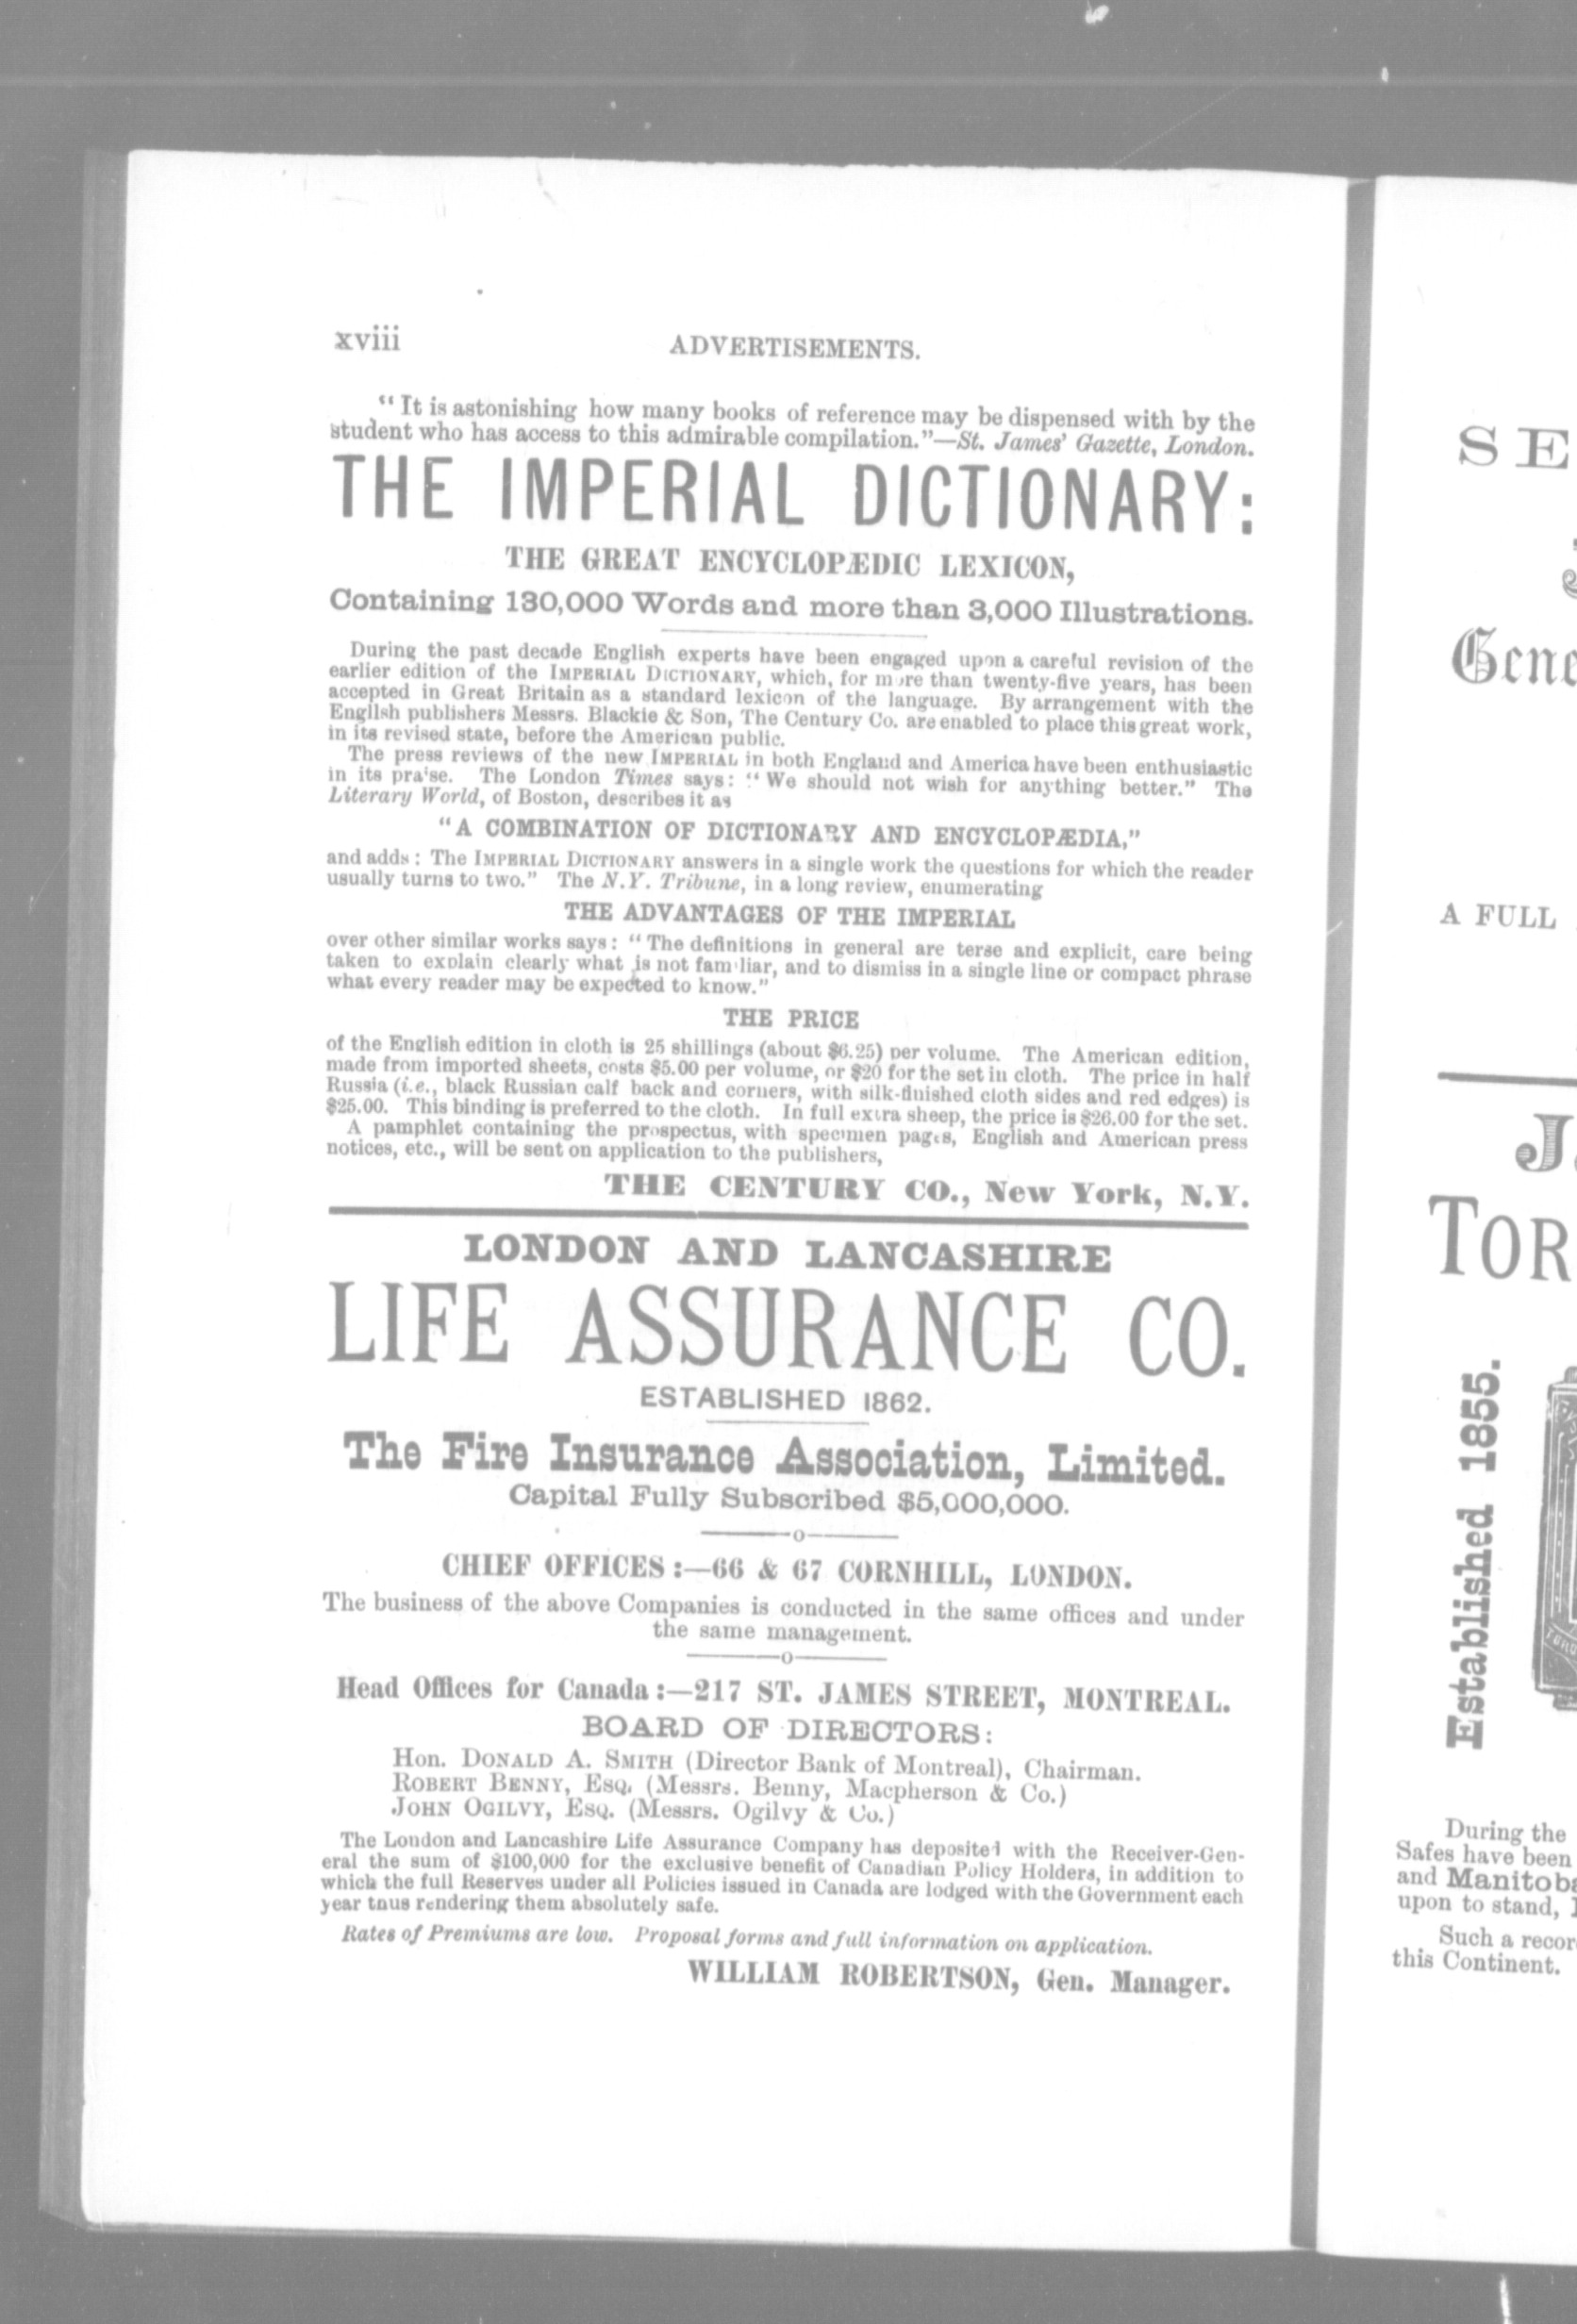 xviii
ADVERTISEMENTS.
“It is astonishing how many books of reference may be dispensed with by the
student who has access to this admirable compilation.”—St. James' Gazette, London.
THE IMPERIAL DICTIONARY:
THE GREAT ENCYCLOPÆDIC LEXICON,
Containing 130,000 Words and more than 3,000 Illustrations.
During the past decade English experts have been engaged upon a careful revision of the
earlier edition of the IMPERIAL DICTIONARY, which, for more than twenty-five years, has been
accepted in Great Britain as a standard lexicon of the language. By arrangement with the
English publishers Messrs. Blackie & Son, The Century Co. are enabled to place this great work,
in its revised state, before the American public.
The press reviews of the new IMPERIAL in both England and America have been enthusiastic
in its praise. The London Times says: “We should not wish for anything better.” The
Literary World, of Boston, describes it as
“A COMBINATION OF DICTIONARY AND ENCYCLOPÆDIA,”
and adds: The IMPERIAL DICTIONARY answers in a single work the questions for which the reader
usually turns to two.” The N.Y. Tribune, in a long review, enumerating
THE ADVANTAGES OF THE IMPERIAL
over other similar works says: “The definitions in general are terse and explicit, care being
taken to explain clearly what is not familiar, and to dismiss in a single line or compact phrase
what every reader may be expected to know.”
THE PRICE
of the English edition in cloth is 25 shillings (about $6.25) per volume. The American edition,
made from imported sheets, costs $5.00 per volume, or $20 for the set in cloth. The price in half
Russia (i.e., black Russian calf back and corners, with silk-finished cloth sides and red edges) is
$25.00. This binding is preferred to the cloth. In full extra sheep, the price is $26.00 for the set.
A pamphlet containing the prospectus, with specimen pages, English and American press
notices, etc., will be sent on application to the publishers,
THE CENTURY CO., New York, N.Y.
LONDON AND LANCASHIRE
LIFE ASSURANCE CO.
ESTABLISHED 1862.
The Fire Insurance Association, Limited.
Capital Fully Subscribed $5,000,000.
CHIEF OFFICES:—66 & 67 CORNHILL, LONDON.
The business of the above Companies is conducted in the same offices and under
the same management.
Head Offices for Canada:—217 ST. JAMES STREET, MONTREAL.
BOARD OF DIRECTORS:
Hon. DONALD A. SMITH (Director Bank of Montreal), Chairman.
ROBERT BENNY, ESQ. (Messrs. Benny, Macpherson & Co.)
JOHN OGILVY, ESQ. (Messrs. Ogilvy & Co.)
The London and Lancashire Life Assurance Company has deposited with the Receiver-Gen-
eral the sum of $100,000 for the exclusive benefit of Canadian Policy Holders, in addition to
which the full Reserves under all Policies issued in Canada are lodged with the Government each
year thus rendering them absolutely safe.
Rates of Premiums are low. Proposal forms and full information on application.
WILLIAM ROBERTSON, Gen. Manager.
SE
Gene
A FULL
J
TOR
Established 1855.
During the
Safes have been
and Manitoba
upon to stand,
Such a recor
this Continent.